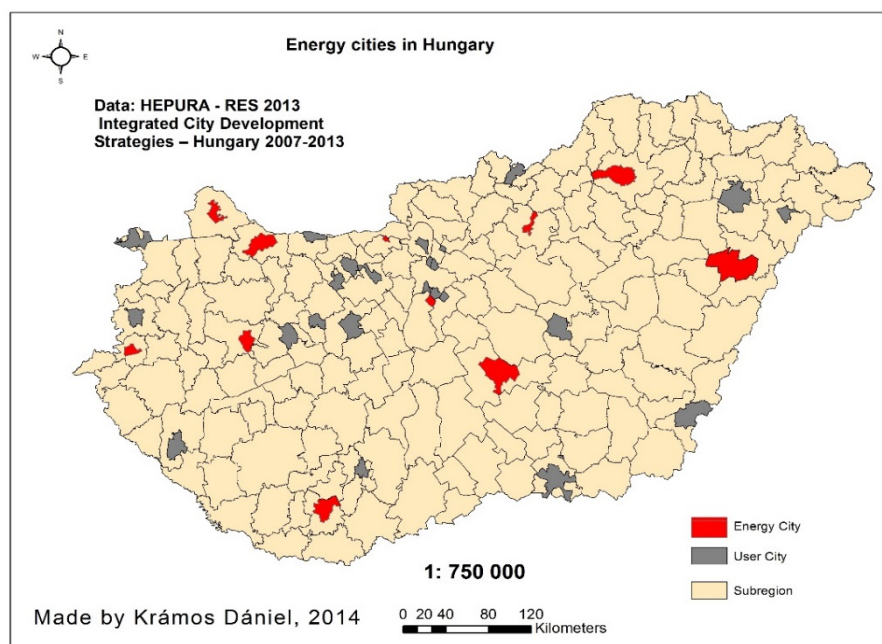 Energy cities in Hungary
N
W E
S
Data: HEPURA - RES 2013
Integrated City Development
Strategies – Hungary 2007-2013
Energy City
User City
Subregion
1: 750 000
Made by Krámos Dániel, 2014
0 20 40 80 120
Kilometers